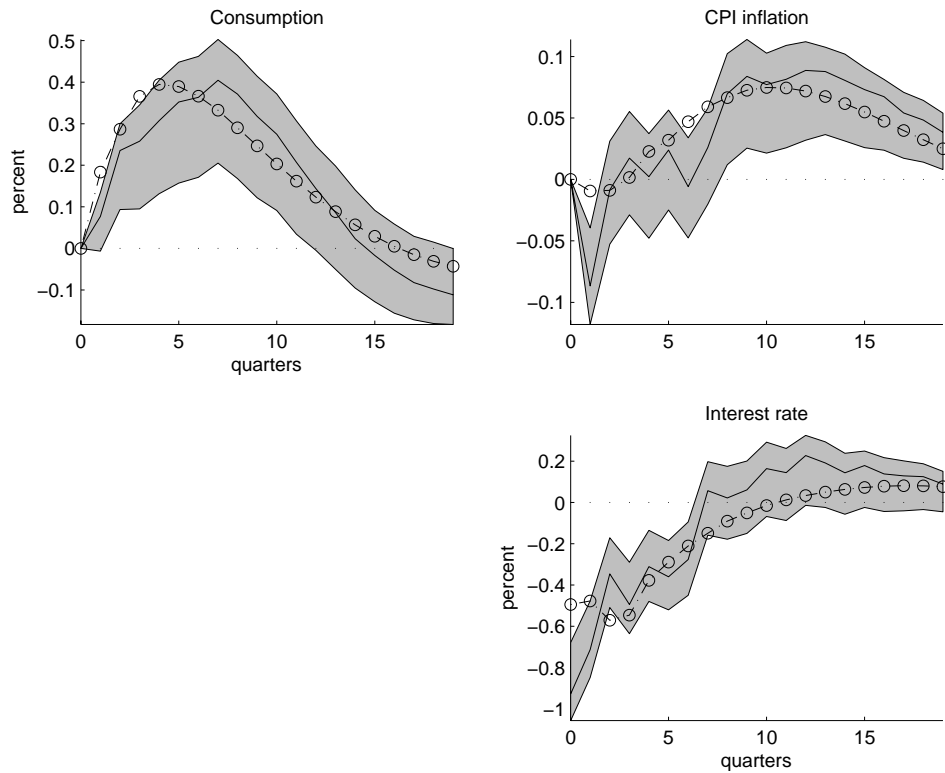 Consumption
0.5
0.4
0.3
0.2
0.1
0
−0.1
percent
0 5 10 15
quarters
CPI inflation
0.1
0.05
0
−0.05
−0.1
0 5 10 15
Interest rate
0.2
0
−0.2
−0.4
−0.6
−0.8
−1
percent
0 5 10 15
quarters